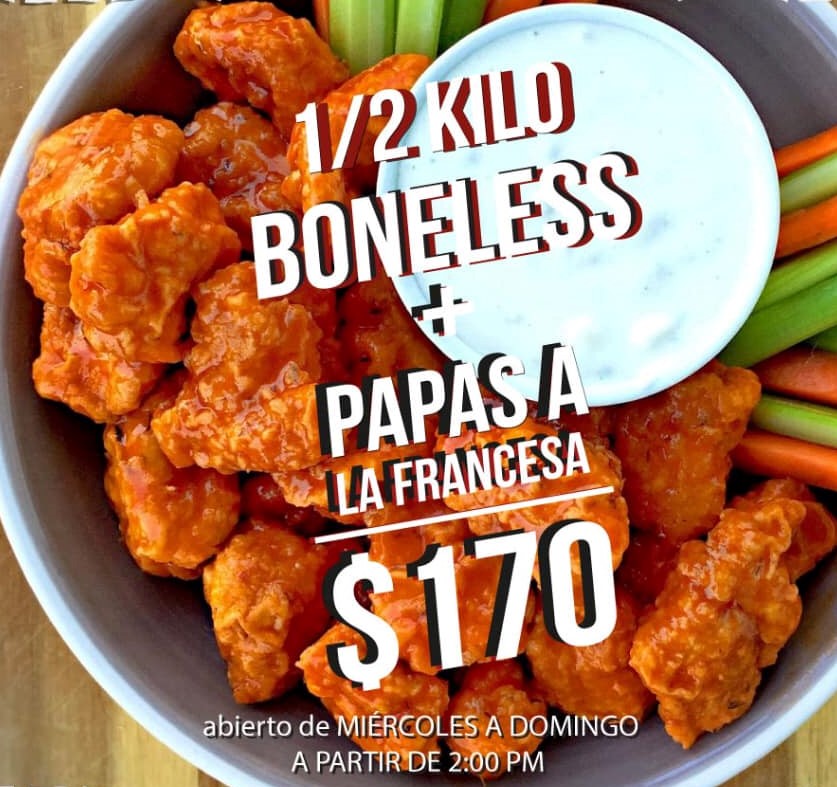 1/2 KILO
BONELESS
+
PAPAS A
LA FRANCESA
$170
abierto de MIÉRCOLES A DOMINGO
A PARTIR DE 2:00 PM